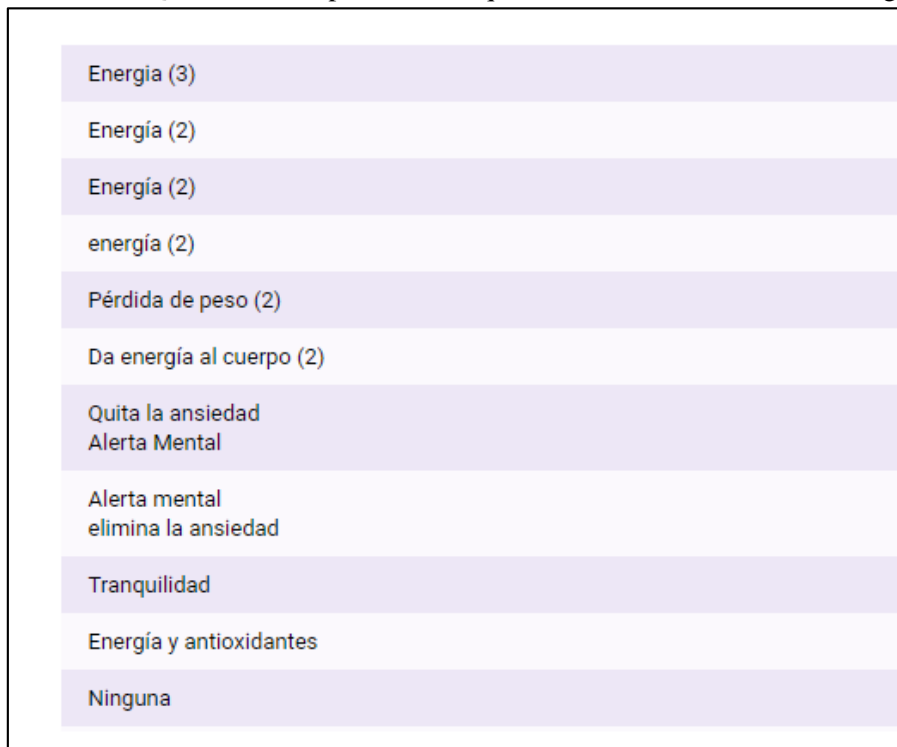 Energia (3)
Energía (2)
Energía (2)
energía (2)
Pérdida de peso (2)
Da energía al cuerpo (2)
Quita la ansiedad
Alerta Mental
Alerta mental
elimina la ansiedad
Tranquilidad
Energía y antioxidantes
Ninguna